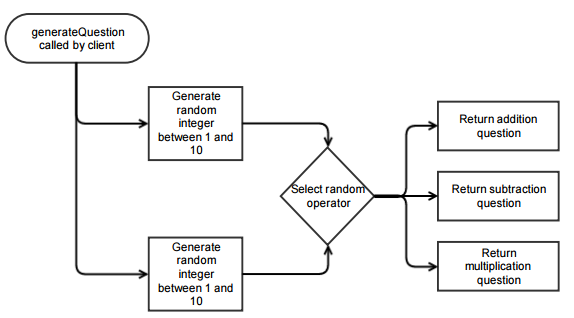 generateQuestion
called by client
Generate
random
integer
between 1 and
10
Select random
operator
Return addition
question
Return subtraction
question
Return
multiplication
question
Generate
random
integer
between 1 and
10